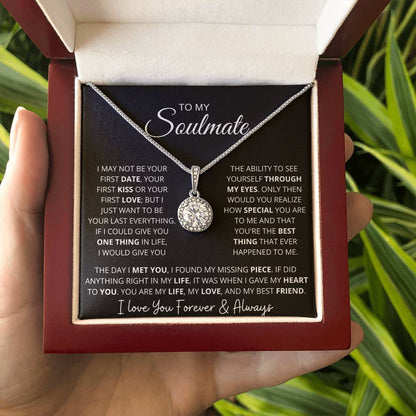 TO MY
Soulmate
I MAY NOT BE YOUR
FIRST DATE, YOUR
FIRST KISS OR YOUR
FIRST LOVE; BUT I
JUST WANT TO BE
YOUR LAST EVERYTHING.
IF I COULD GIVE YOU
ONE THING IN LIFE,
I WOULD GIVE YOU
THE ABILITY TO SEE
YOURSELF THROUGH
MY EYES. ONLY THEN
WOULD YOU REALIZE
HOW SPECIAL YOU ARE
TO ME AND THAT
YOU'RE THE BEST
THING THAT EVER
HAPPENED TO ME.
THE DAY I MET YOU, I FOUND MY MISSING PIECE. IF DID
ANYTHING RIGHT IN MY LIFE, IT WAS WHEN I GAVE MY HEART
TO YOU. YOU ARE MY LIFE, MY LOVE, AND MY BEST FRIEND.
I love You Forever & Always